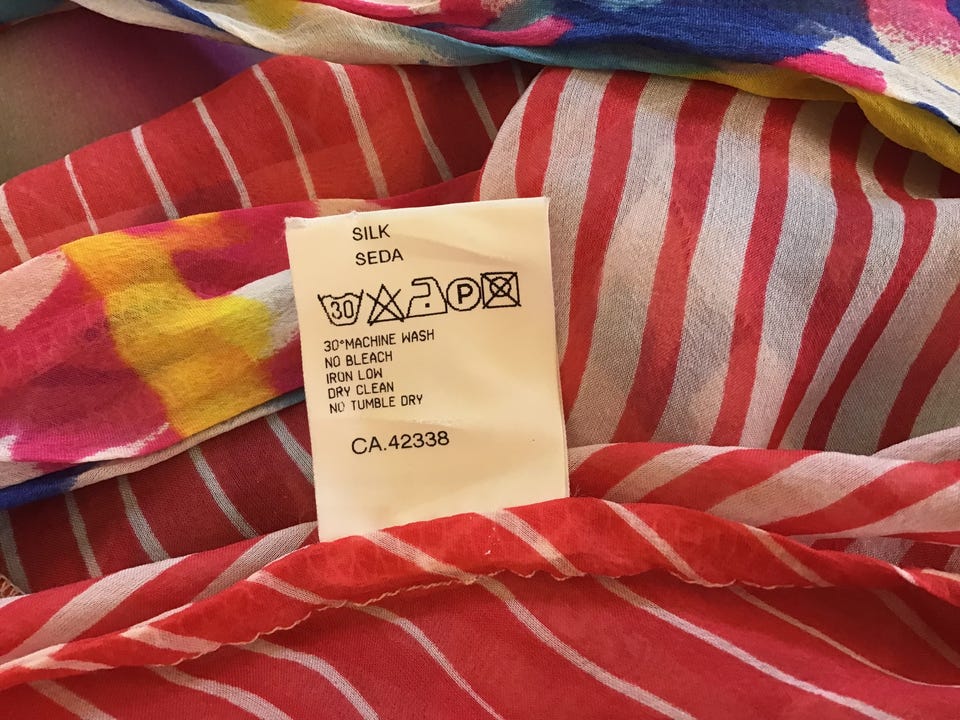 SILK
SEDA
30 P
30°MACHINE WASH
NO BLEACH
IRON LOW
DRY CLEAN
NO TUMBLE DRY
CA.42338